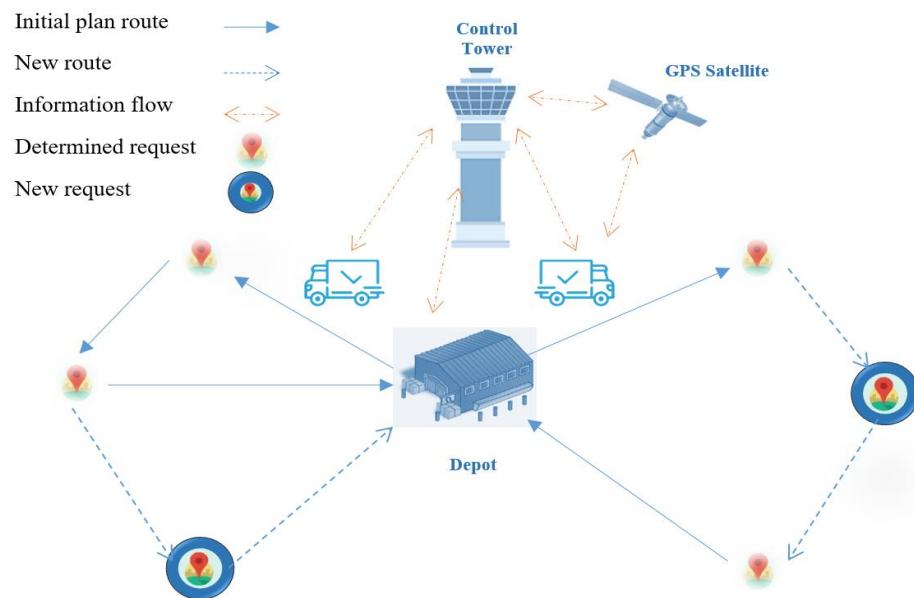 Initial plan route
New route
Information flow
Determined request
New request
Control
Tower
GPS Satellite
Depot